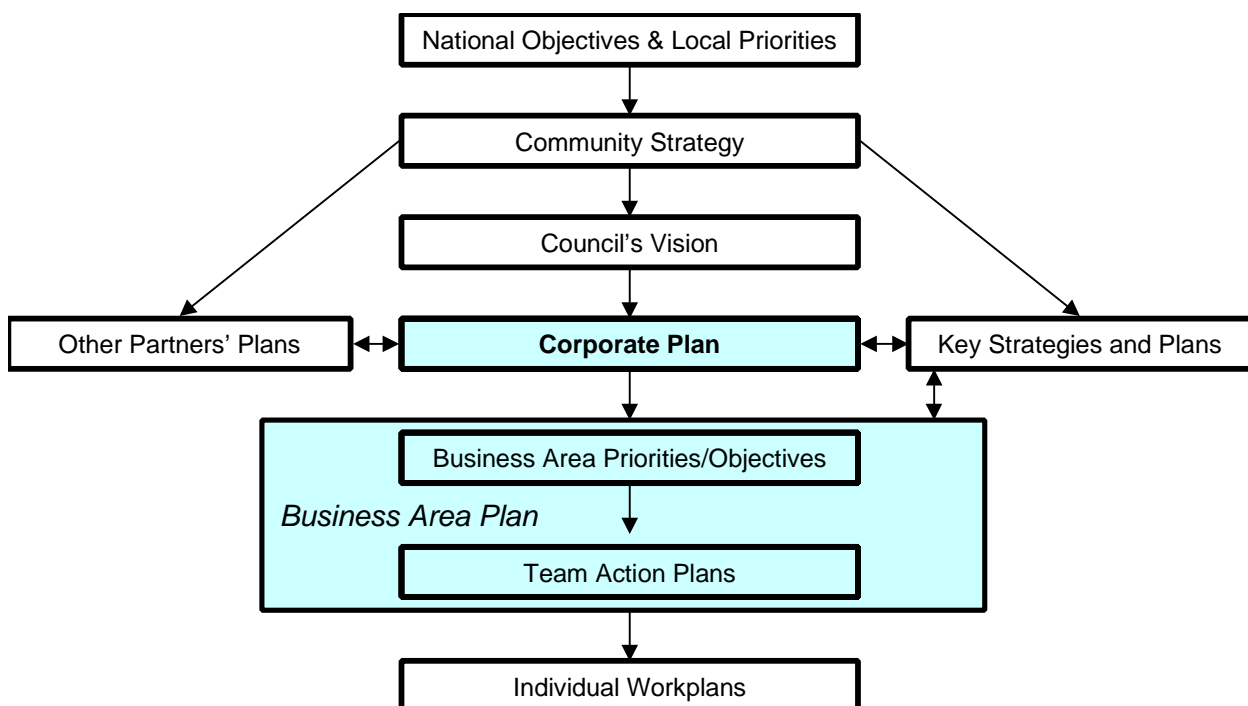 National Objectives & Local Priorities
Community Strategy
Council’s Vision
Other Partners’ Plans
Corporate Plan
Key Strategies and Plans
Business Area Priorities/Objectives
Business Area Plan
Team Action Plans
Individual Workplans